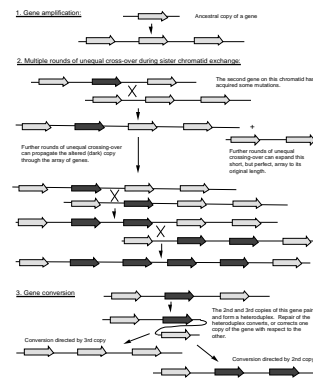 1. Gene amplification:
Ancestral copy of a gene
2. Multiple rounds of unequal cross-over during sister chromatid exchange:
The second gene on this chromatid has
acquired some mutations.
+
Further rounds of unequal crossing-over
can propagate the altered (dark) copy
through the array of genes.
Further rounds of unequal
crossing-over can expand this
short, but perfect, array to its
original length.
3. Gene conversion
The 2nd and 3rd copies of this gene pair
and form a heteroduplex. Repair of the
heteroduplex converts, or corrects one
copy of the gene with respect to the
other.
Conversion directed by 3rd copy
Conversion directed by 2nd copy